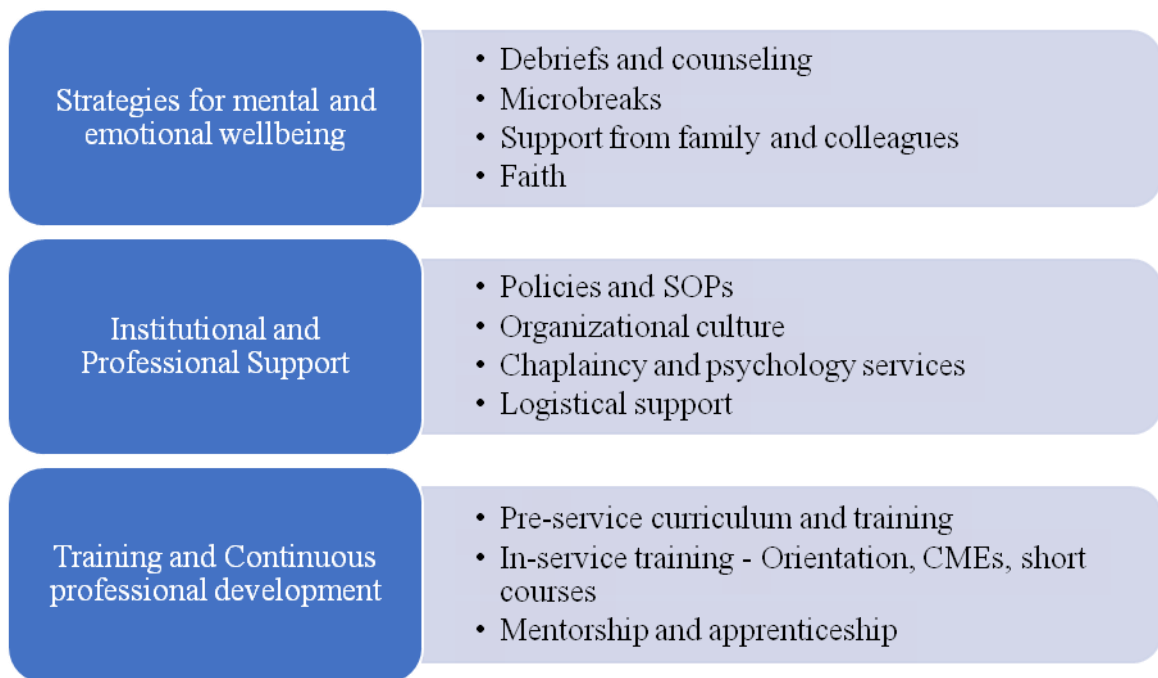 Strategies for mental and
emotional wellbeing
• Debriefs and counseling
• Microbreaks
• Support from family and colleagues
• Faith
Institutional and
Professional Support
• Policies and SOPs
• Organizational culture
• Chaplaincy and psychology services
• Logistical support
Training and Continuous
professional development
• Pre-service curriculum and training
• In-service training - Orientation, CMEs, short
courses
• Mentorship and apprenticeship